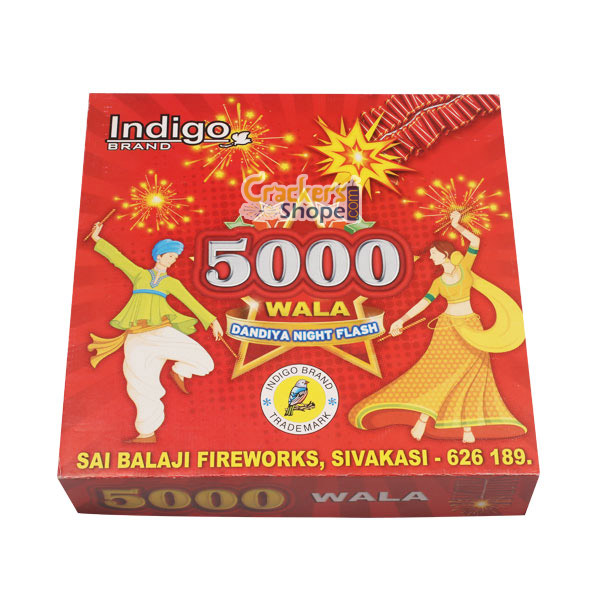 Indigo
BRAND
Crackers
Shope.com
5000
WALA
DANDIYA NIGHT FLASH
INDIGO BRAND
TRADEMARK
SAI BALAJI FIREWORKS, SIVAKASI - 626 189.
5000 WALA